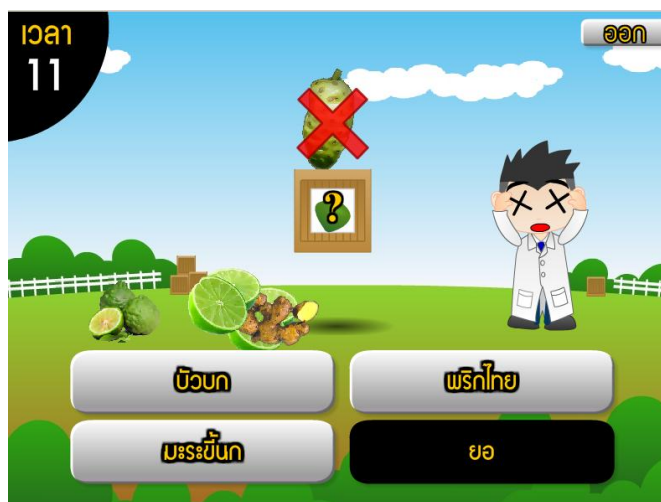 เวลา
11
ออก
?
บัวบก
พริกไทย
มะระขี้นก
ยอ